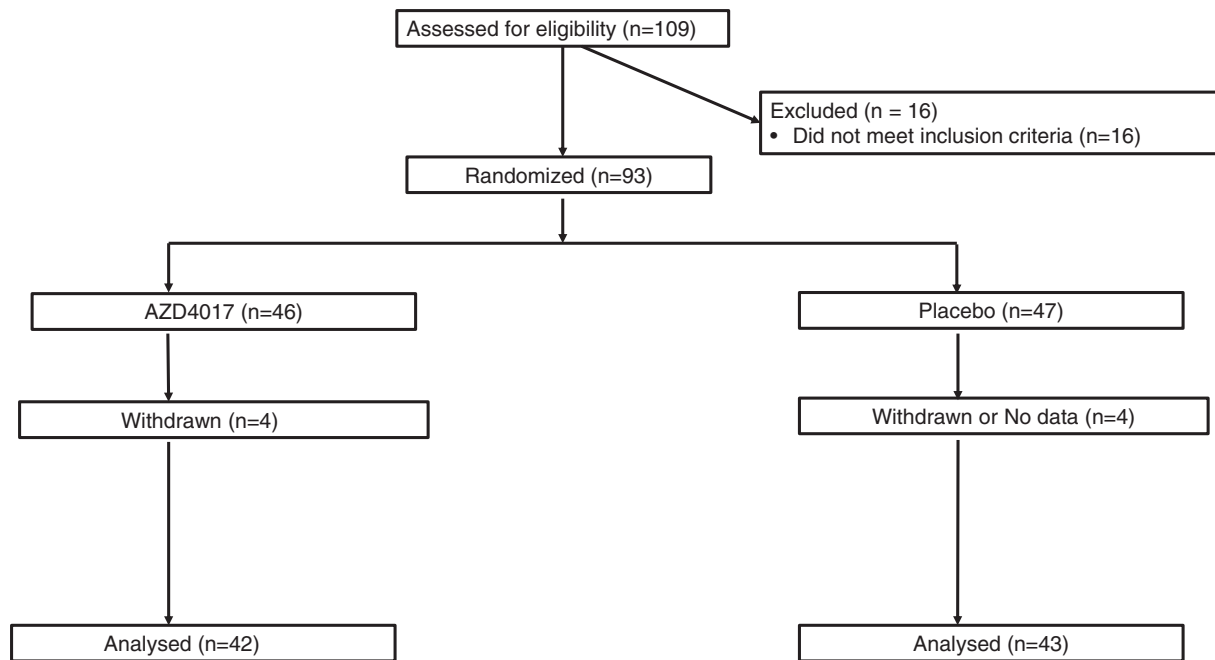 Assessed for eligibility (n=109)
Excluded (n = 16)
• Did not meet inclusion criteria (n=16)
Randomized (n=93)
AZD4017 (n=46)
Placebo (n=47)
Withdrawn (n=4)
Withdrawn or No data (n=4)
Analysed (n=42)
Analysed (n=43)